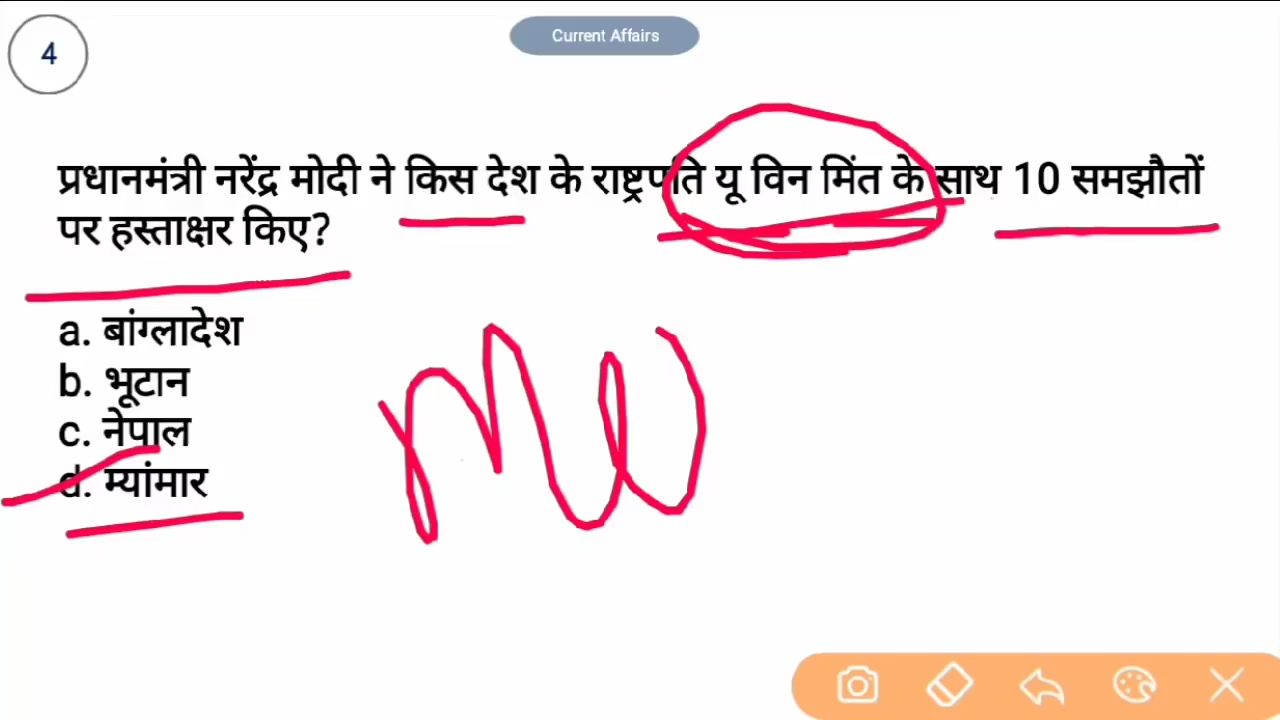 4
Current Affairs
प्रधानमंत्री नरेंद्र मोदी ने किस देश के राष्ट्रपति यू विन मिंत के साथ 10 समझौतों
पर हस्ताक्षर किए?
a. बांग्लादेश
b. भूटान
c. नेपाल
d. म्यांमार